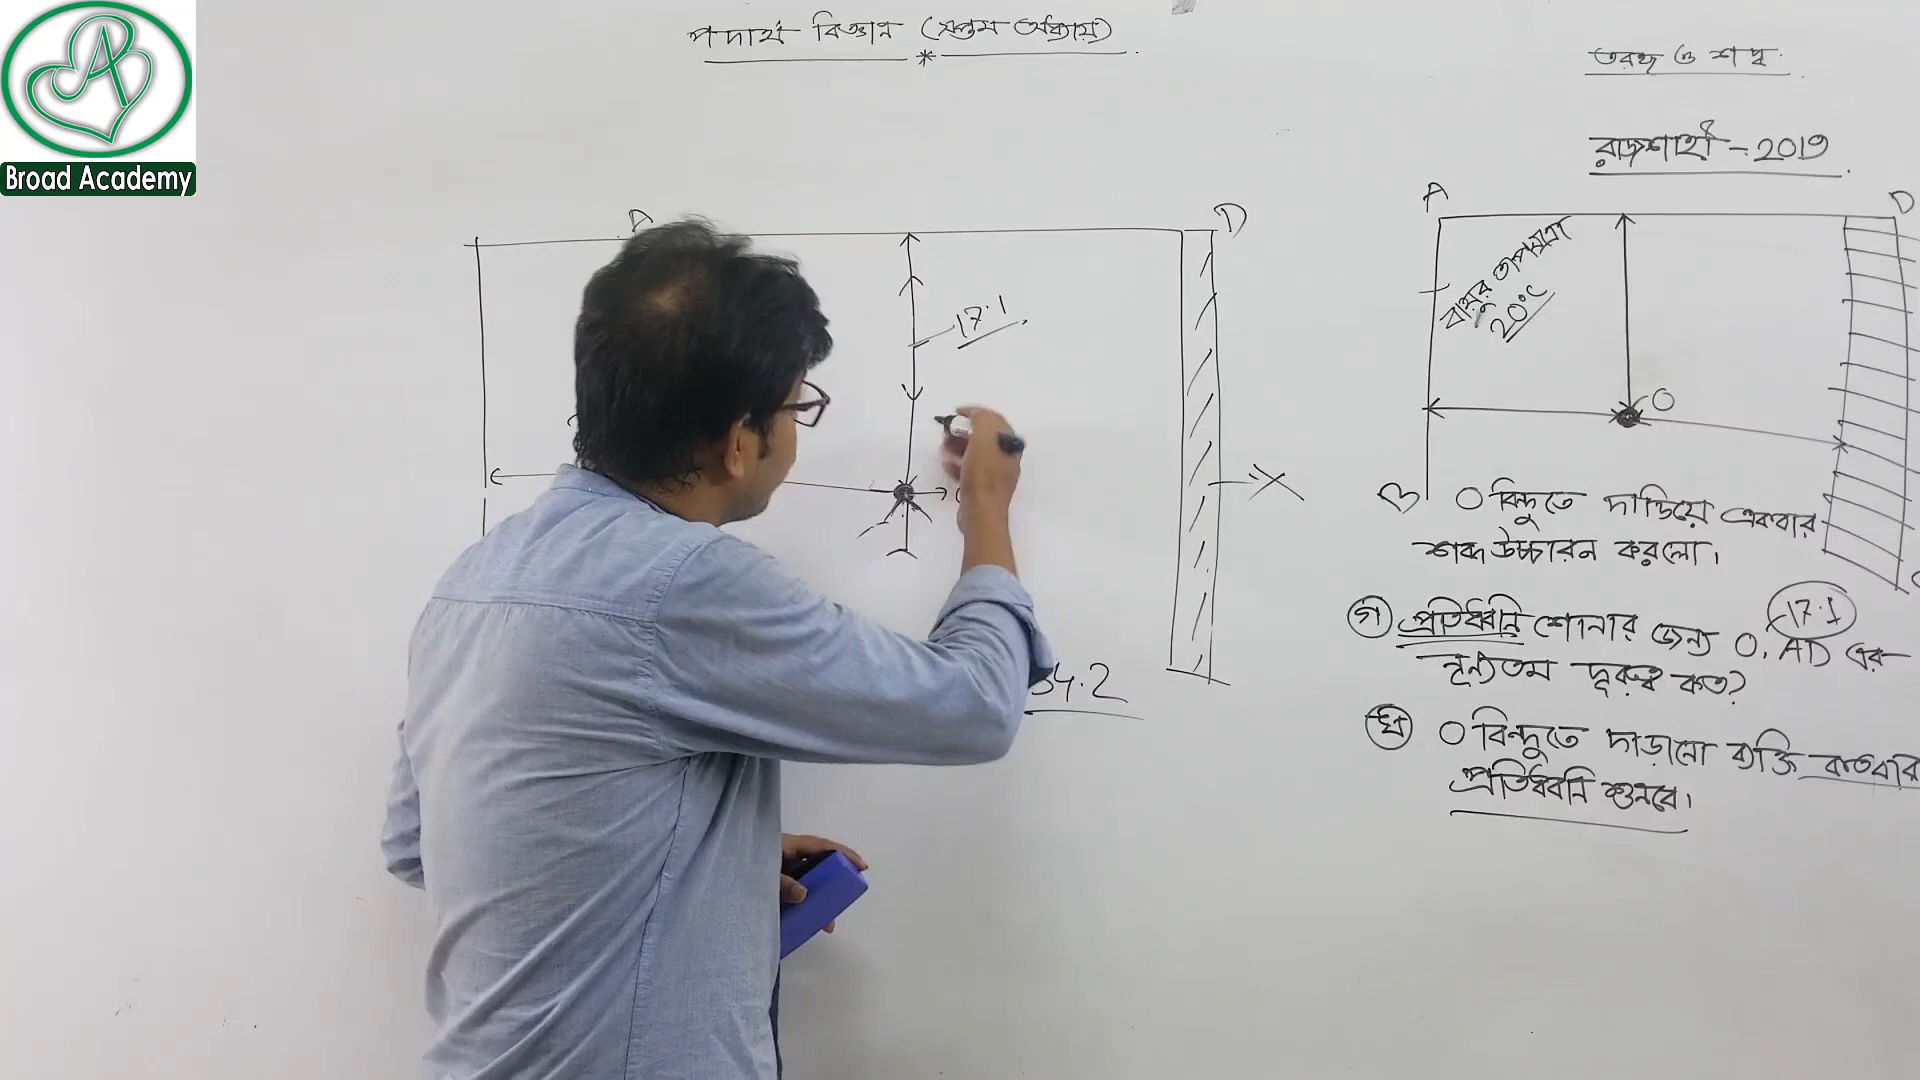 Broad Academy
পদার্থ বিজ্ঞান (সপ্তম অধ্যায়)
তরঙ্গ ও শব্দ
রাজশাহী - 2019
D
17.1
34.2
A
D
বায়ুর তাপমাত্রা
20°C
O
B
O বিন্দুতে দাড়িয়ে একবার
শব্দ উচ্চারন করলো।
17.1
গ প্রতিধ্বনি শোনার জন্য O, AD এর
নূন্যতম দূরত্ব কত?
ঘ O বিন্দুতে দাড়ানো ব্যক্তি কতবার
প্রতিধ্বনি শুনবে।